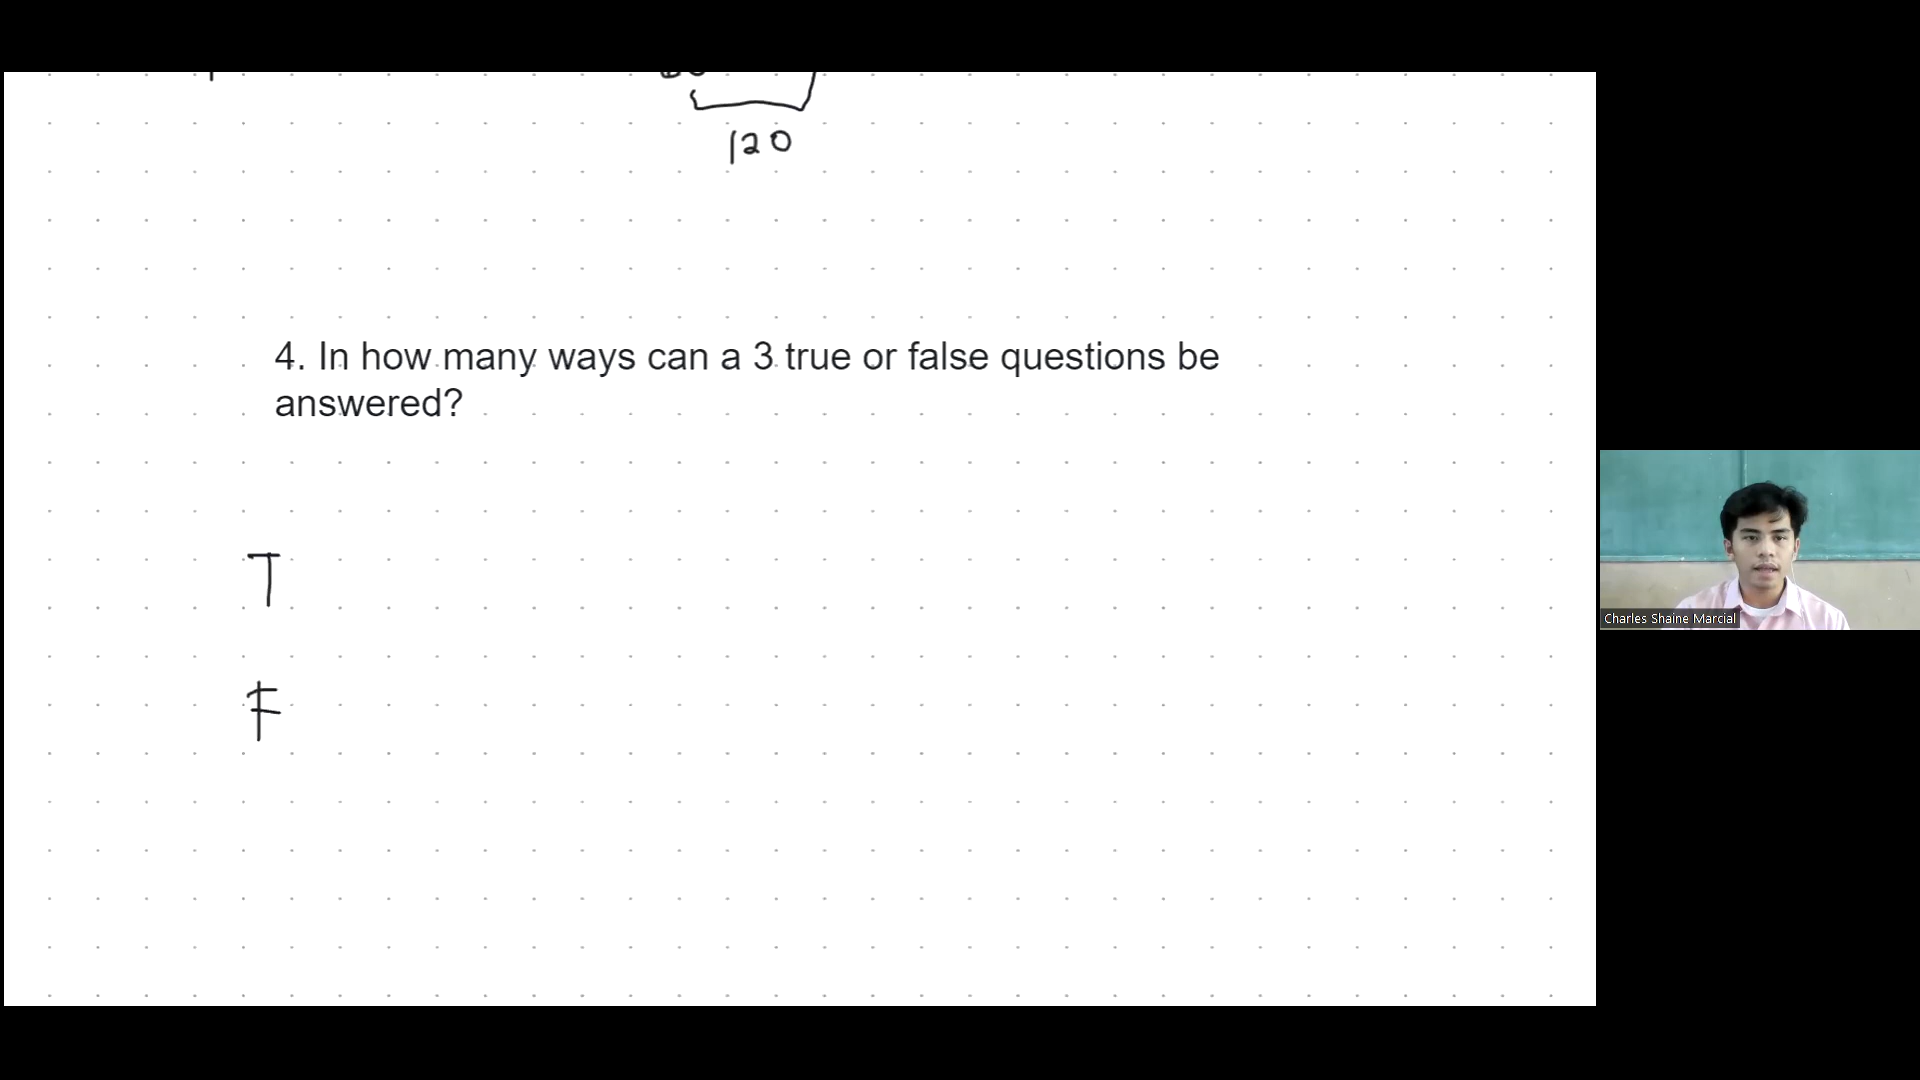 120
4. In how many ways can a 3 true or false questions be
answered?
T
F
Charles Shaine Marcial